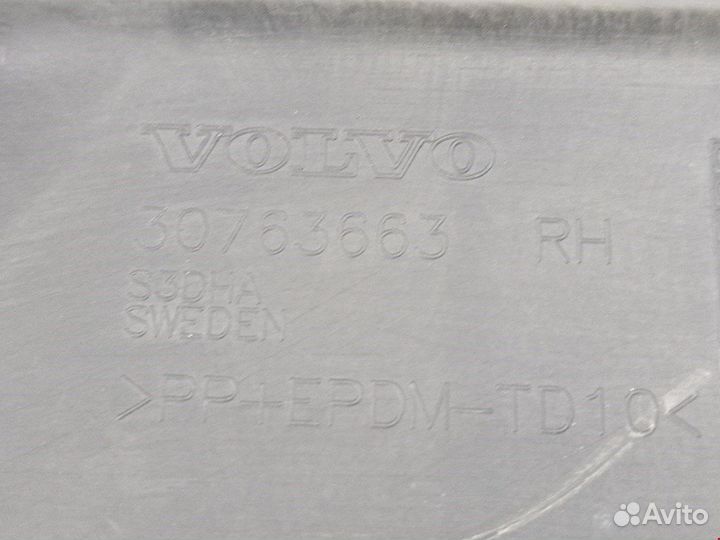 VOLVO
30763663 RH
S3DHA
SWEDEN
>PP+EPDM-TD10<
Avito